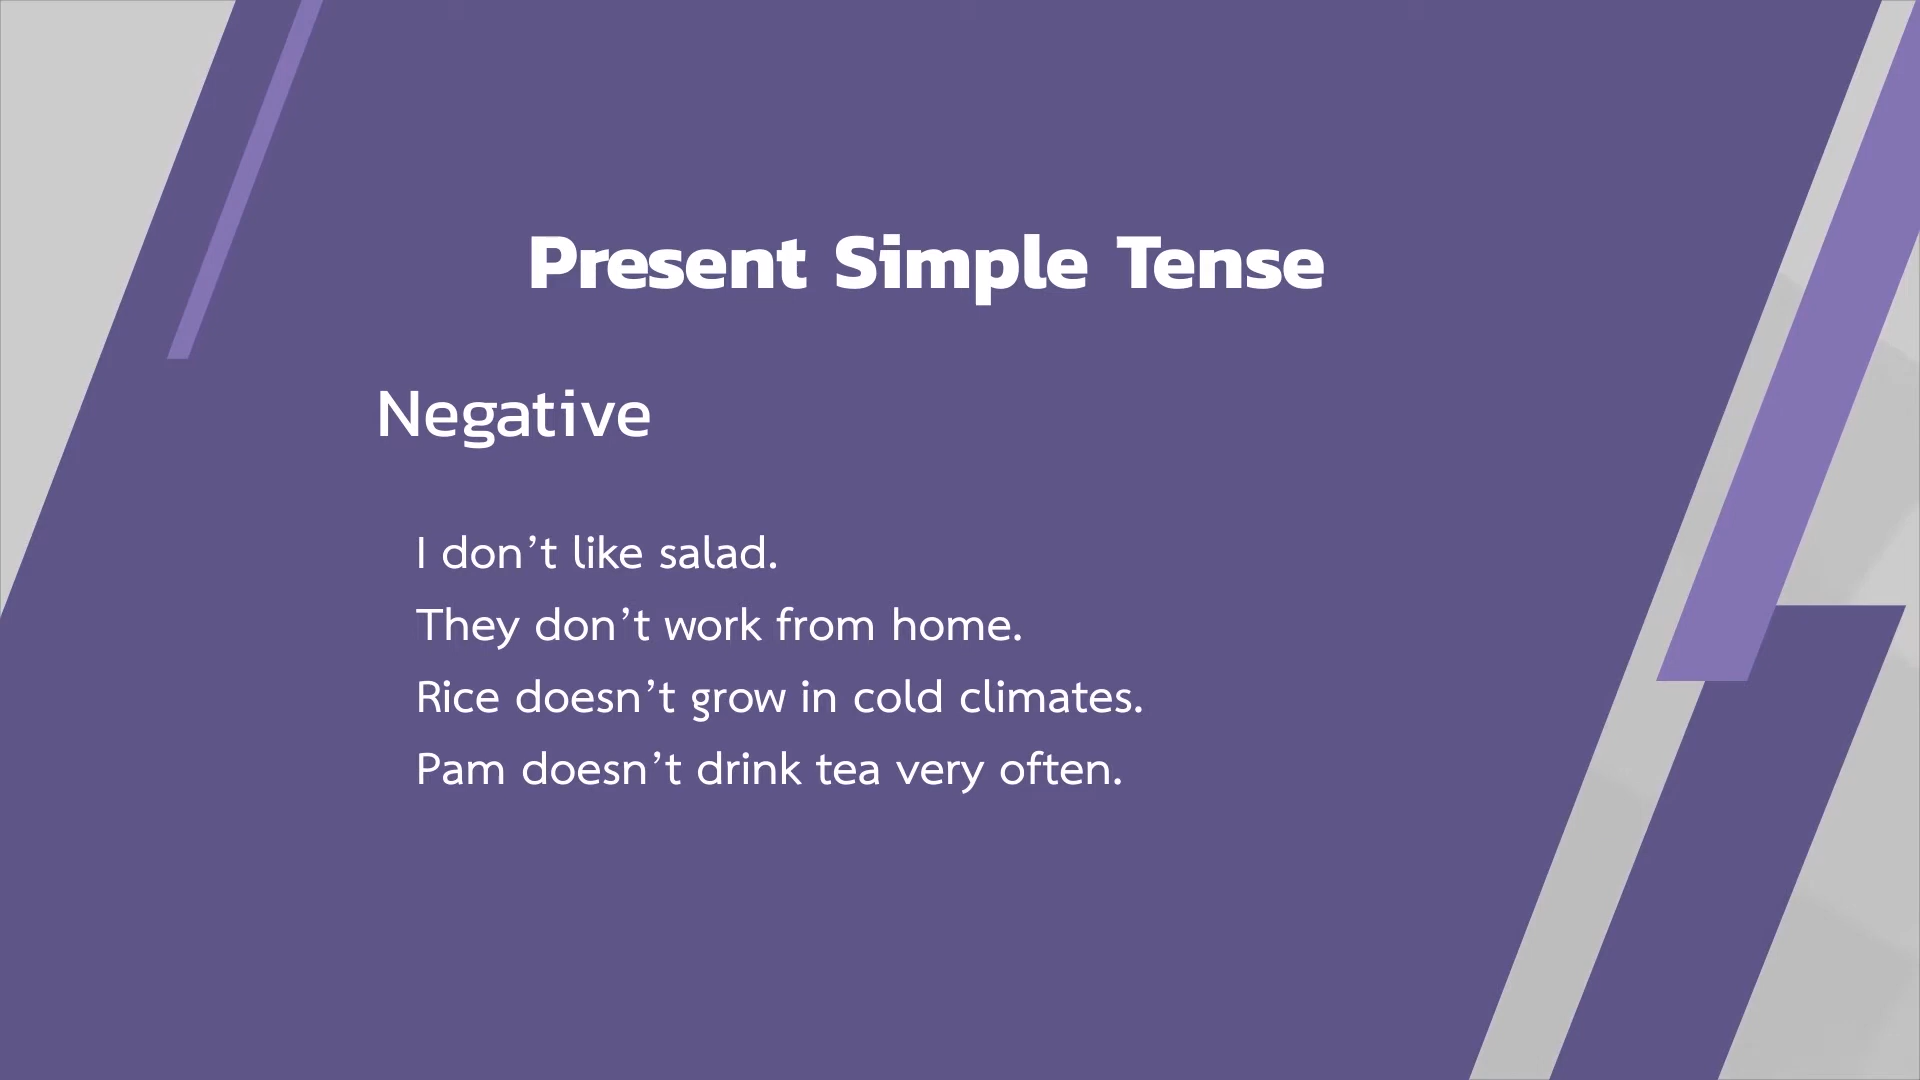 Present Simple Tense
Negative
I don’t like salad.
They don’t work from home.
Rice doesn’t grow in cold climates.
Pam doesn’t drink tea very often.